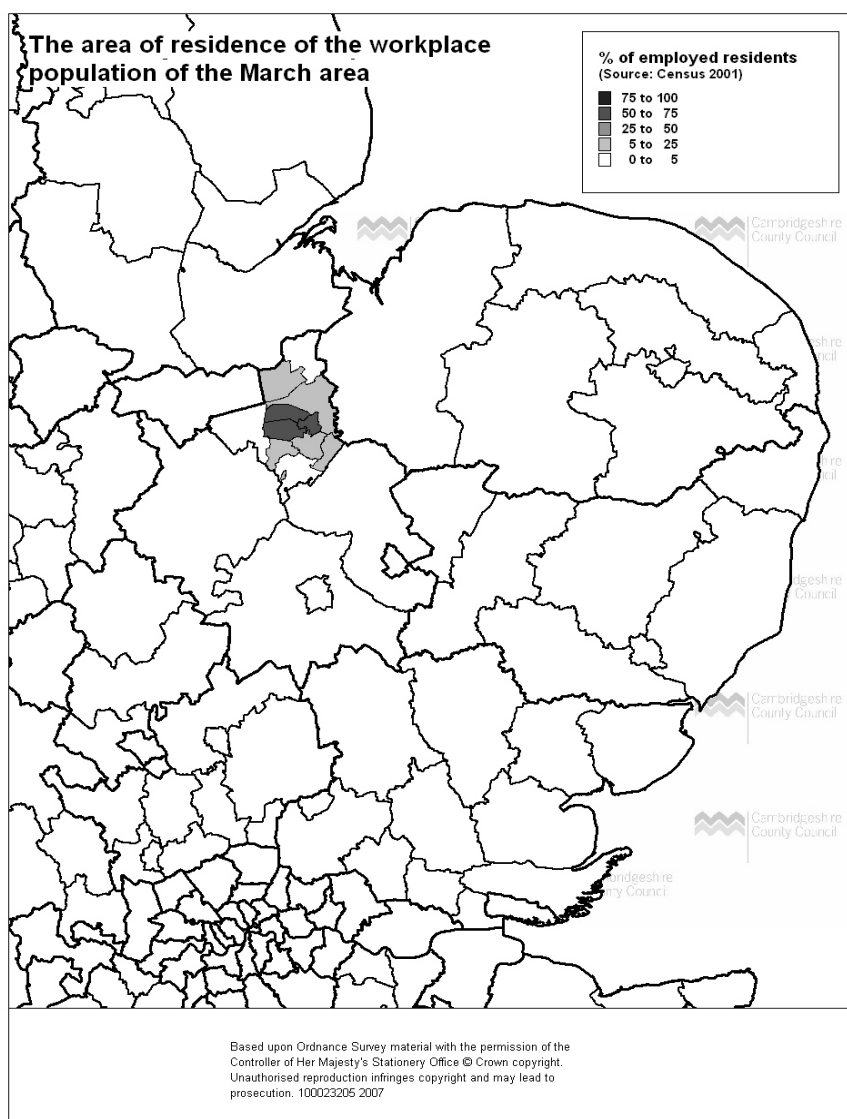 The area of residence of the workplace
population of the March area
% of employed residents
(Source: Census 2001)
75 to 100
50 to 75
25 to 50
5 to 25
0 to 5
Cambridgeshire
County Council
Cambridgeshire
County Council
Cambridgeshire
County Council
Based upon Ordnance Survey material with the permission of the
Controller of Her Majesty's Stationery Office © Crown copyright.
Unauthorised reproduction infringes copyright and may lead to
prosecution. 100023205 2007